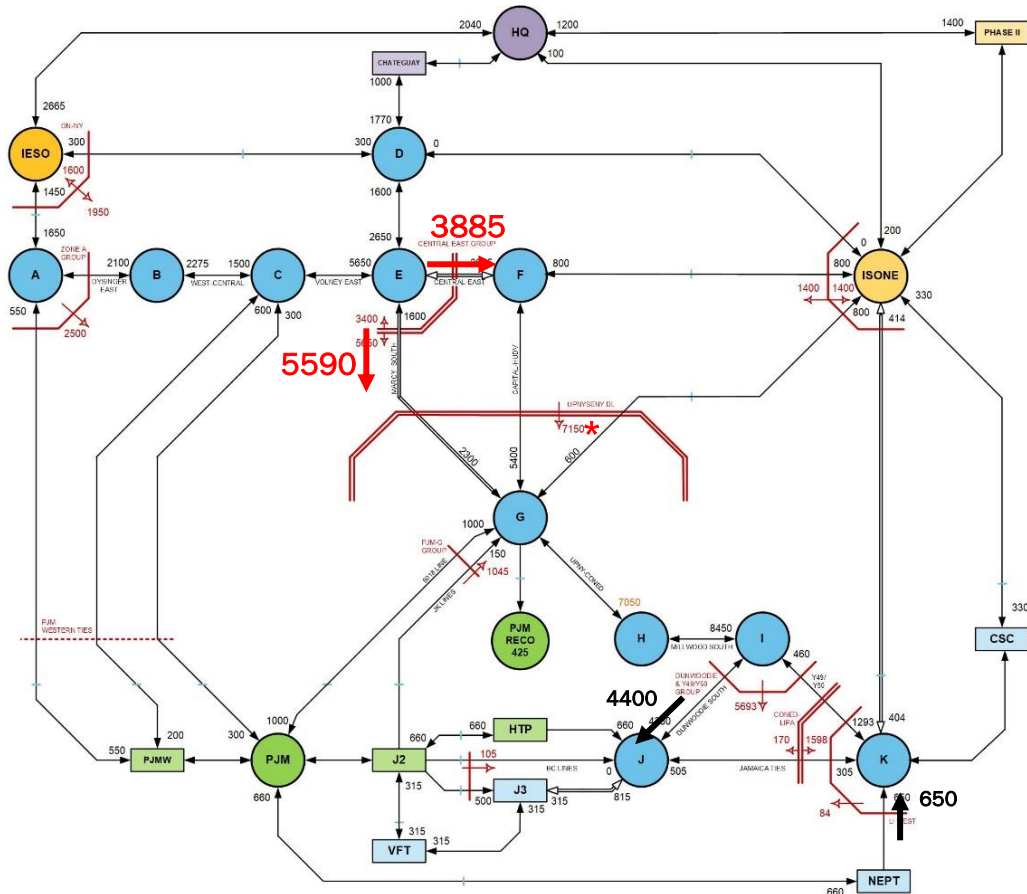 2040
HQ
1200
1400
PHASE II
100
CHATEGUAY
1000
2665
ON-NY
1770
IESO
300
300
D
0
1600
1450
1950
1600
1650
ZONE A
GROUP
2650
3885
CENTRAL EAST GROUP
0
200
A
2100
B
2275
1500
C
5650
E
F
800
800
ISONE
DYSINGER
EAST
WEST-CENTRAL
VOLNEY EAST
CENTRAL EAST
1400
1400
550
600
300
1600
800
414
330
2500
3400
5590
MARCY SOUTH
CAPITAL-HUDV
UPNYSENY DL
7150*
2300
5400
600
G
1000
PJM-G
GROUP
150
1045
5018 LINE
JK LINES
UPNY-CONED
PJM
WESTERN TIES
PJM
RECO
425
7050
H
8450
I
MILLWOOD SOUTH
460
330
CSC
DUNWOODIE
& Y49/Y50
GROUP
Y49/
Y50
4400
DUNWOODIE SOUTH
5693
CONED
LIPA
1293
404
1000
660
HTP
660
200
300
660
170
1598
550
PJMW
PJM
J2
105
BC LINES
0
J
505
JAMAICA TIES
305
K
660
315
500
J3
315
815
84
650
315
315
315
VFT
NEPT
660